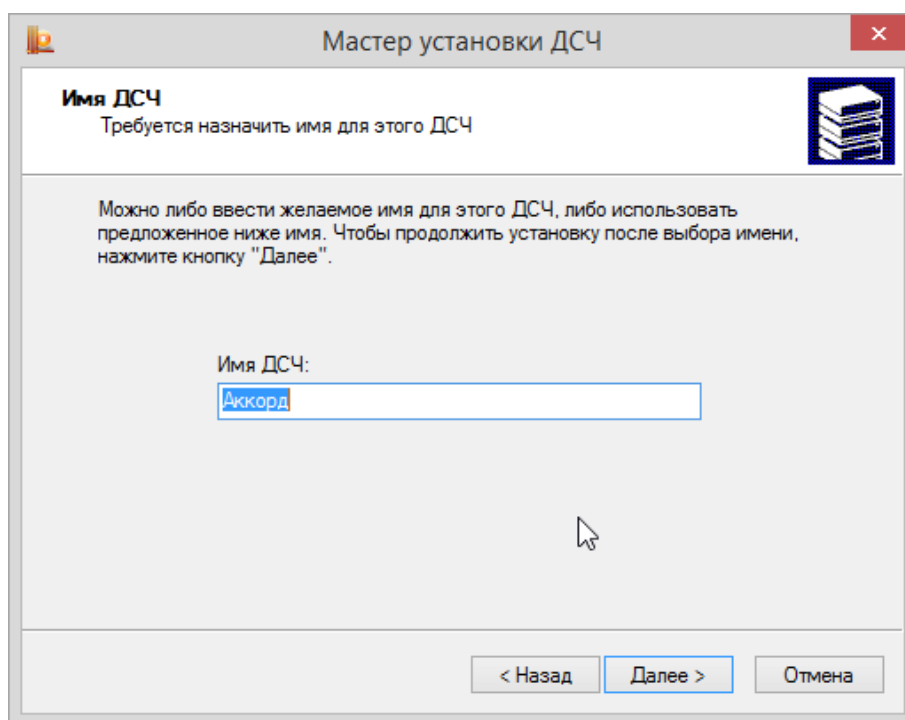 Мастер установки ДСЧ
Имя ДСЧ
Требуется назначить имя для этого ДСЧ
Можно либо ввести желаемое имя для этого ДСЧ, либо использовать
предложенное ниже имя. Чтобы продолжить установку после выбора имени,
нажмите кнопку "Далее".
Имя ДСЧ:
Аккорд
< Назад
Далее >
Отмена